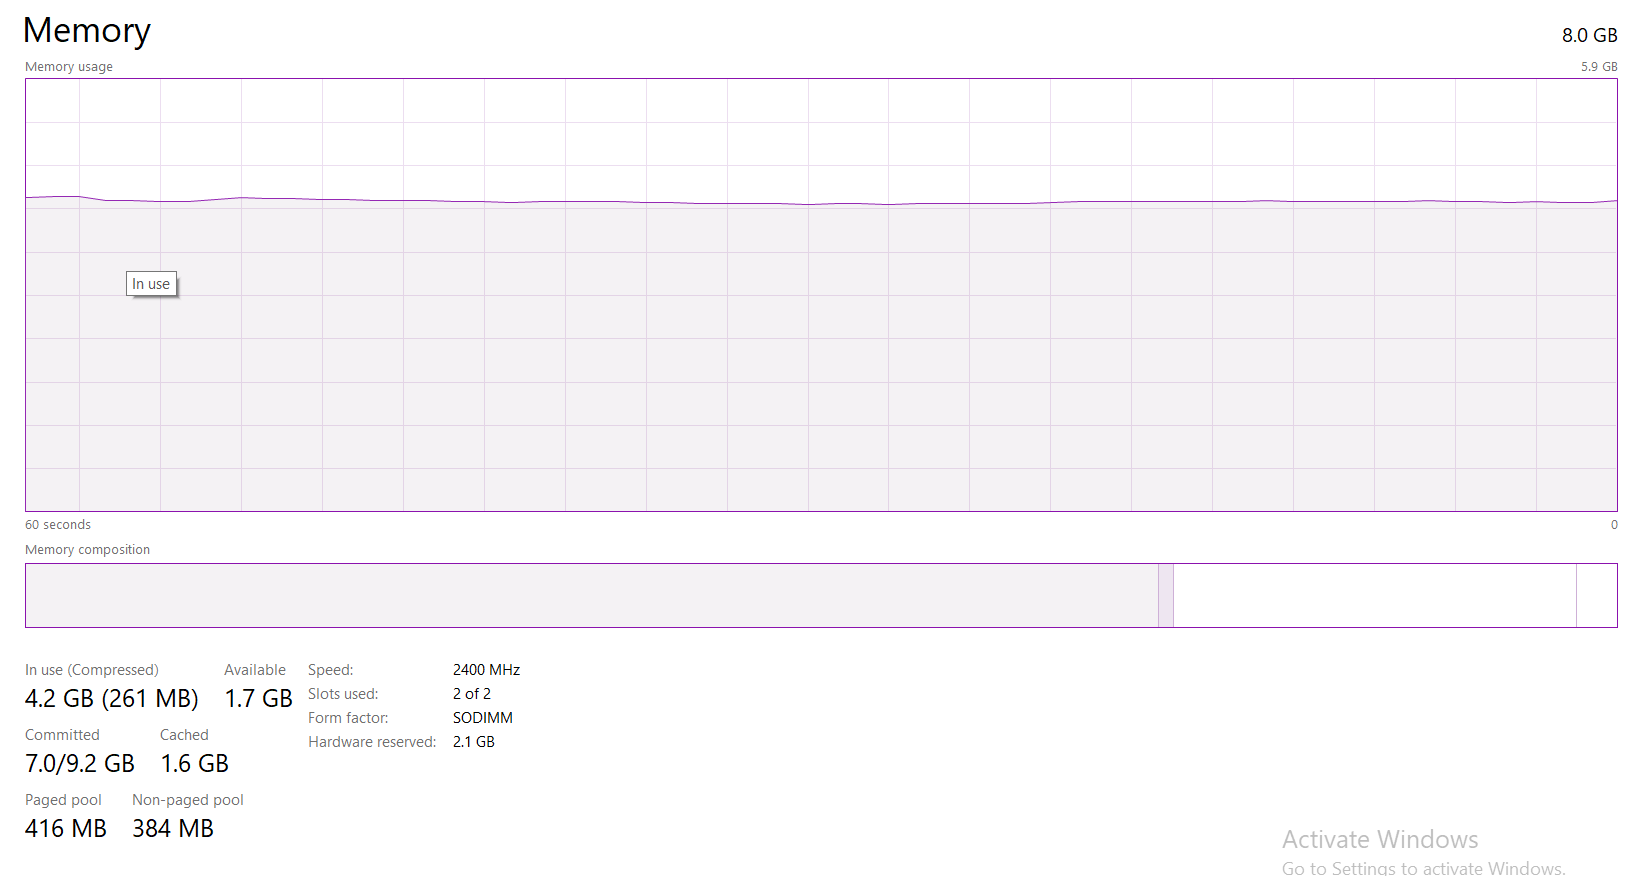 Memory
8.0 GB
Memory usage
5.9 GB
In use
60 seconds
0
Memory composition
In use (Compressed)
4.2 GB (261 MB)
Available
1.7 GB
Committed
7.0/9.2 GB
Cached
1.6 GB
Paged pool
416 MB
Non-paged pool
384 MB
Speed: 2400 MHz
Slots used: 2 of 2
Form factor: SODIMM
Hardware reserved: 2.1 GB
Activate Windows
Go to Settings to activate Windows.